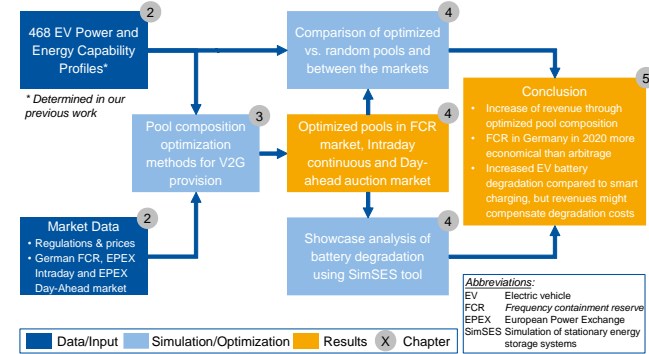 2
468 EV Power and
Energy Capability
Profiles*
* Determined in our
previous work
4
Comparison of optimized
vs. random pools and
between the markets
3
Pool composition
optimization
methods for V2G
provision
4
Optimized pools in FCR
market, Intraday
continuous and Day-
ahead auction market
5
Conclusion
• Increase of revenue through
optimized pool composition
• FCR in Germany in 2020 more
economical than arbitrage
• Increased EV battery
degradation compared to smart
charging, but revenues might
compensate degradation costs
2
Market Data
• Regulations & prices
• German FCR, EPEX
Intraday and EPEX
Day-Ahead market
4
Showcase analysis of
battery degradation
using SimSES tool
Abbreviations:
EV Electric vehicle
FCR Frequency containment reserve
EPEX European Power Exchange
SimSES Simulation of stationary energy
storage systems
Data/Input Simulation/Optimization Results X Chapter